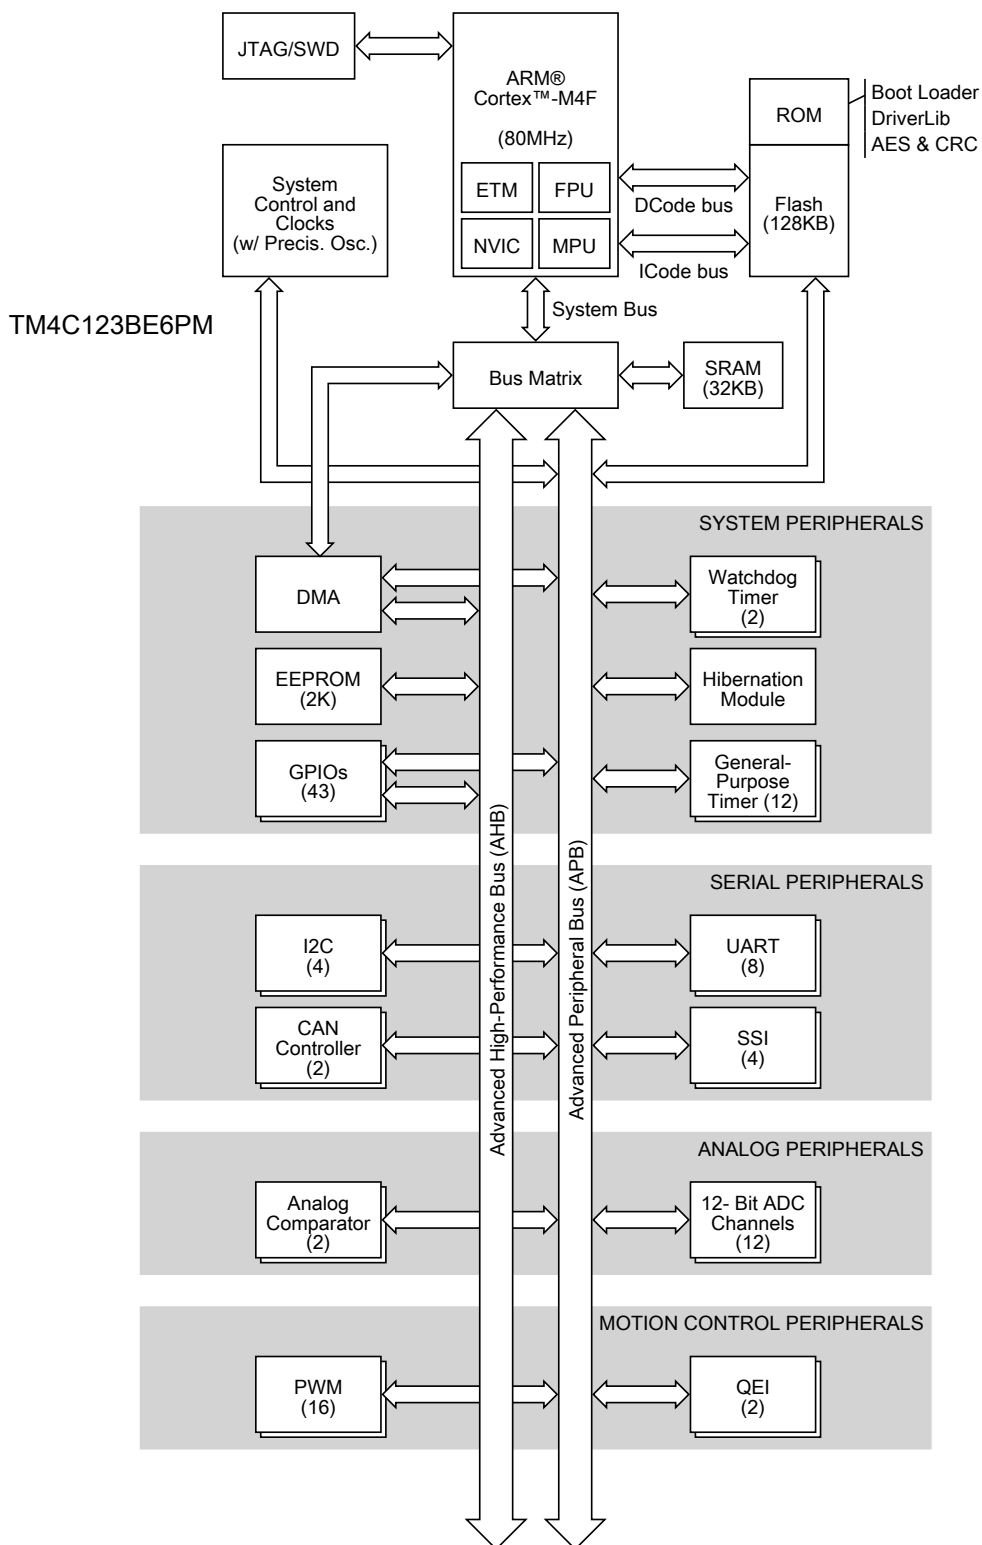 JTAG/SWD
ARM®
Cortex™-M4F
(80MHz)
ETM
FPU
NVIC
MPU
ROM
Boot Loader
DriverLib
AES & CRC
Flash
(128KB)
DCode bus
ICode bus
System
Control and
Clocks
(w/ Precis. Osc.)
TM4C123BE6PM
System Bus
Bus Matrix
SRAM
(32KB)
SYSTEM PERIPHERALS
DMA
Watchdog
Timer
(2)
EEPROM
(2K)
Hibernation
Module
GPIOs
(43)
General-
Purpose
Timer (12)
Advanced High-Performance Bus (AHB)
Advanced Peripheral Bus (APB)
SERIAL PERIPHERALS
I2C
(4)
UART
(8)
CAN
Controller
(2)
SSI
(4)
ANALOG PERIPHERALS
Analog
Comparator
(2)
12- Bit ADC
Channels
(12)
MOTION CONTROL PERIPHERALS
PWM
(16)
QEI
(2)